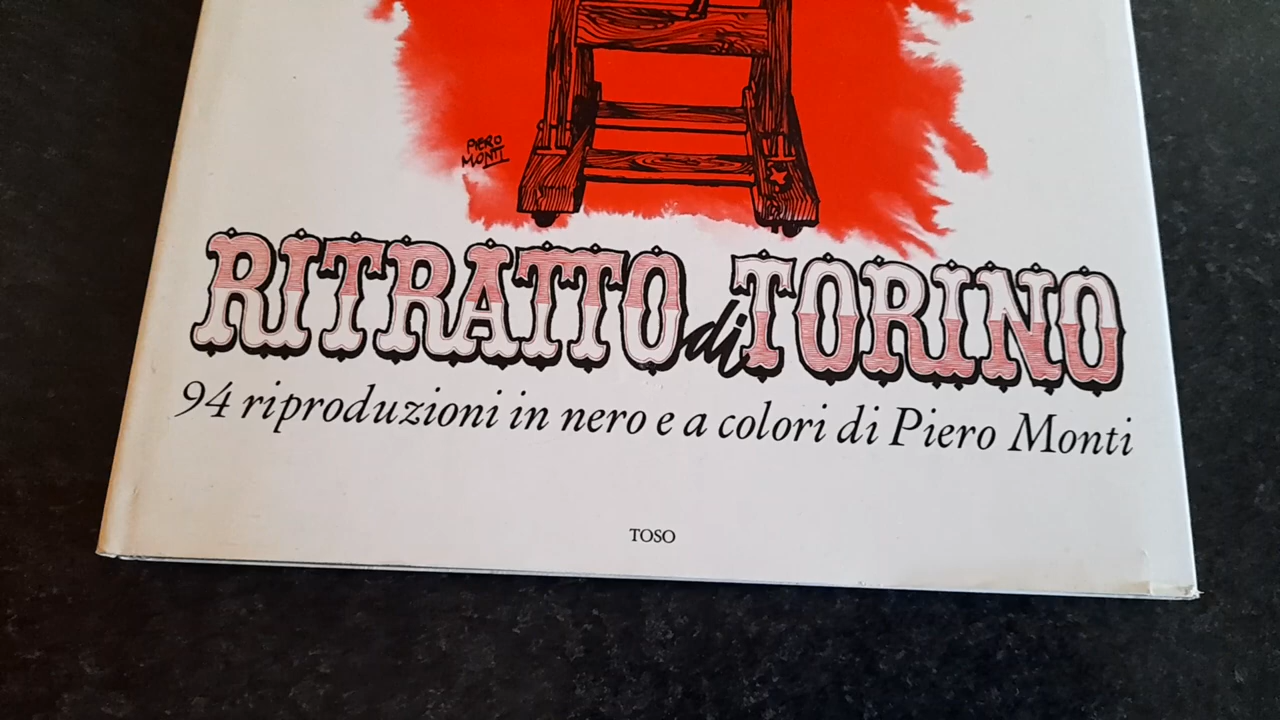 PIERO
MONTI
RITRATTO di TORINO
94 riproduzioni in nero e a colori di Piero Monti
TOSO